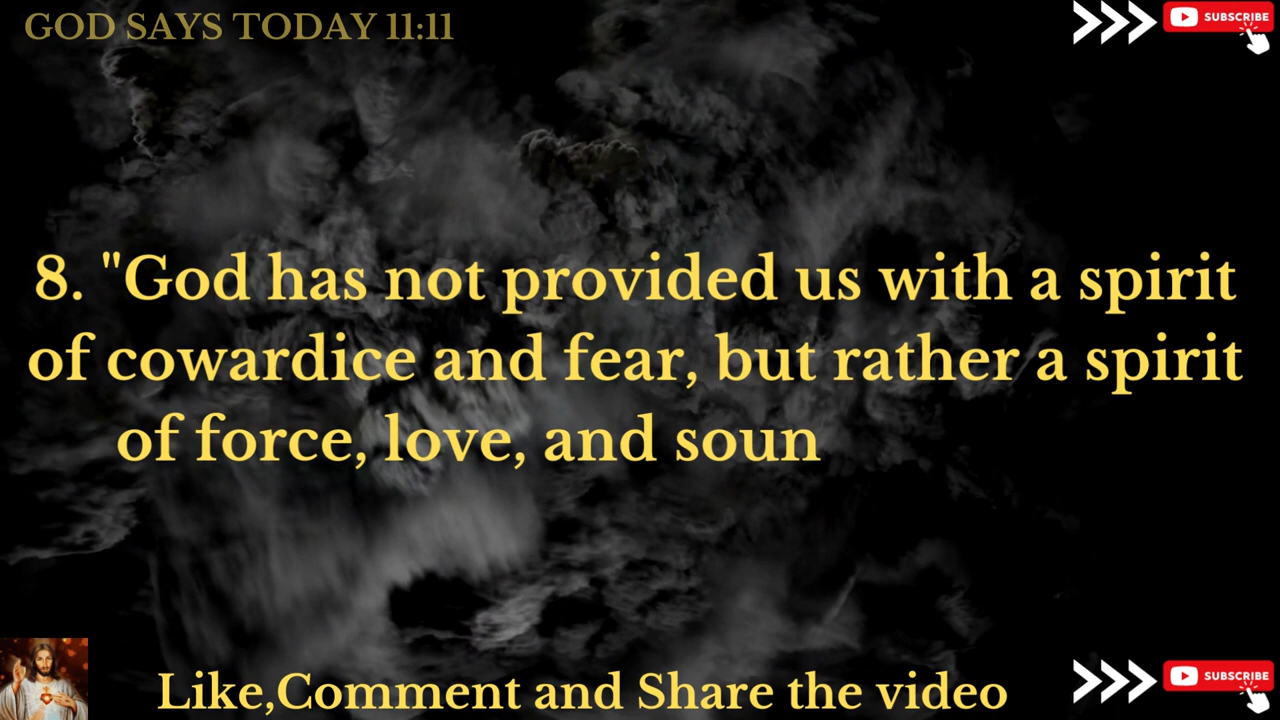 GOD SAYS TODAY 11:11
SUBSCRIBE
8. "God has not provided us with a spirit
of cowardice and fear, but rather a spirit
of force, love, and soun
Like,Comment and Share the video
SUBSCRIBE